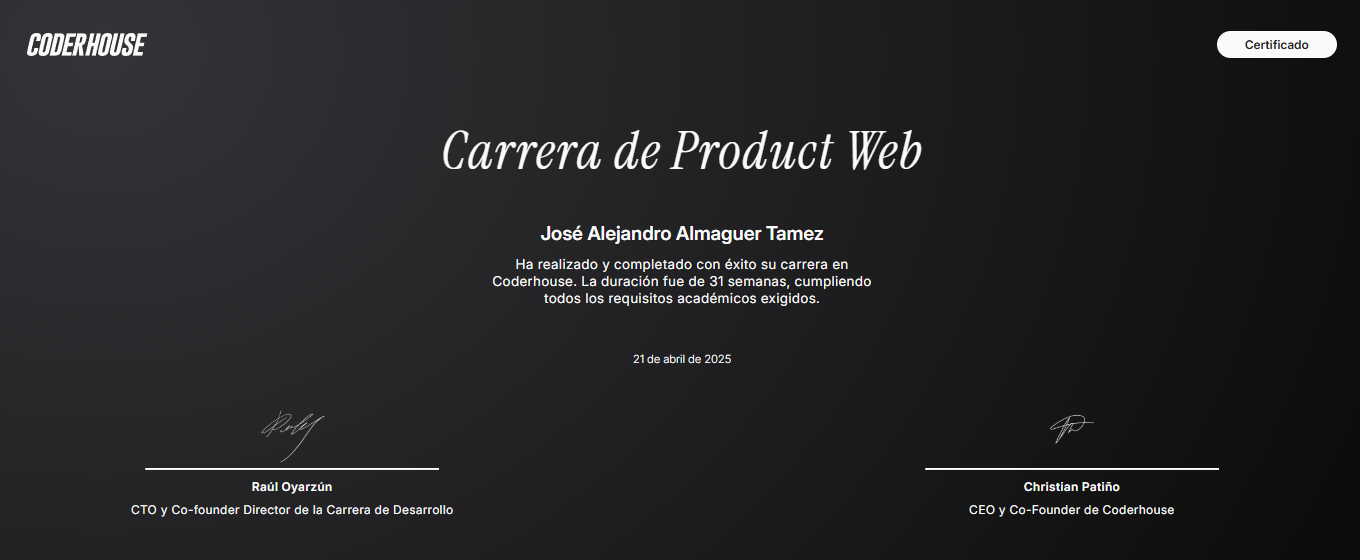 CODERHOUSE
Certificado
Carrera de Product Web
José Alejandro Almaguer Tamez
Ha realizado y completado con éxito su carrera en
Coderhouse. La duración fue de 31 semanas, cumpliendo
todos los requisitos académicos exigidos.
21 de abril de 2025
Raúl Oyarzún
CTO y Co-founder Director de la Carrera de Desarrollo
Christian Patiño
CEO y Co-Founder de Coderhouse